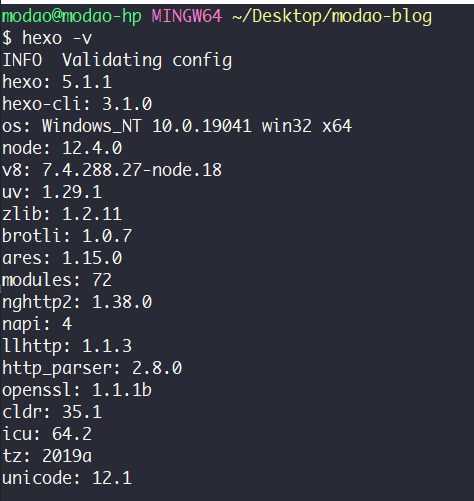 modao@modao-hp MINGW64 ~/Desktop/modao-blog
$ hexo -v
INFO  Validating config
hexo: 5.1.1
hexo-cli: 3.1.0
os: Windows_NT 10.0.19041 win32 x64
node: 12.4.0
v8: 7.4.288.27-node.18
uv: 1.29.1
zlib: 1.2.11
brotli: 1.0.7
ares: 1.15.0
modules: 72
nghttp2: 1.38.0
napi: 4
llhttp: 1.1.3
http_parser: 2.8.0
openssl: 1.1.1b
cldr: 35.1
icu: 64.2
tz: 2019a
unicode: 12.1